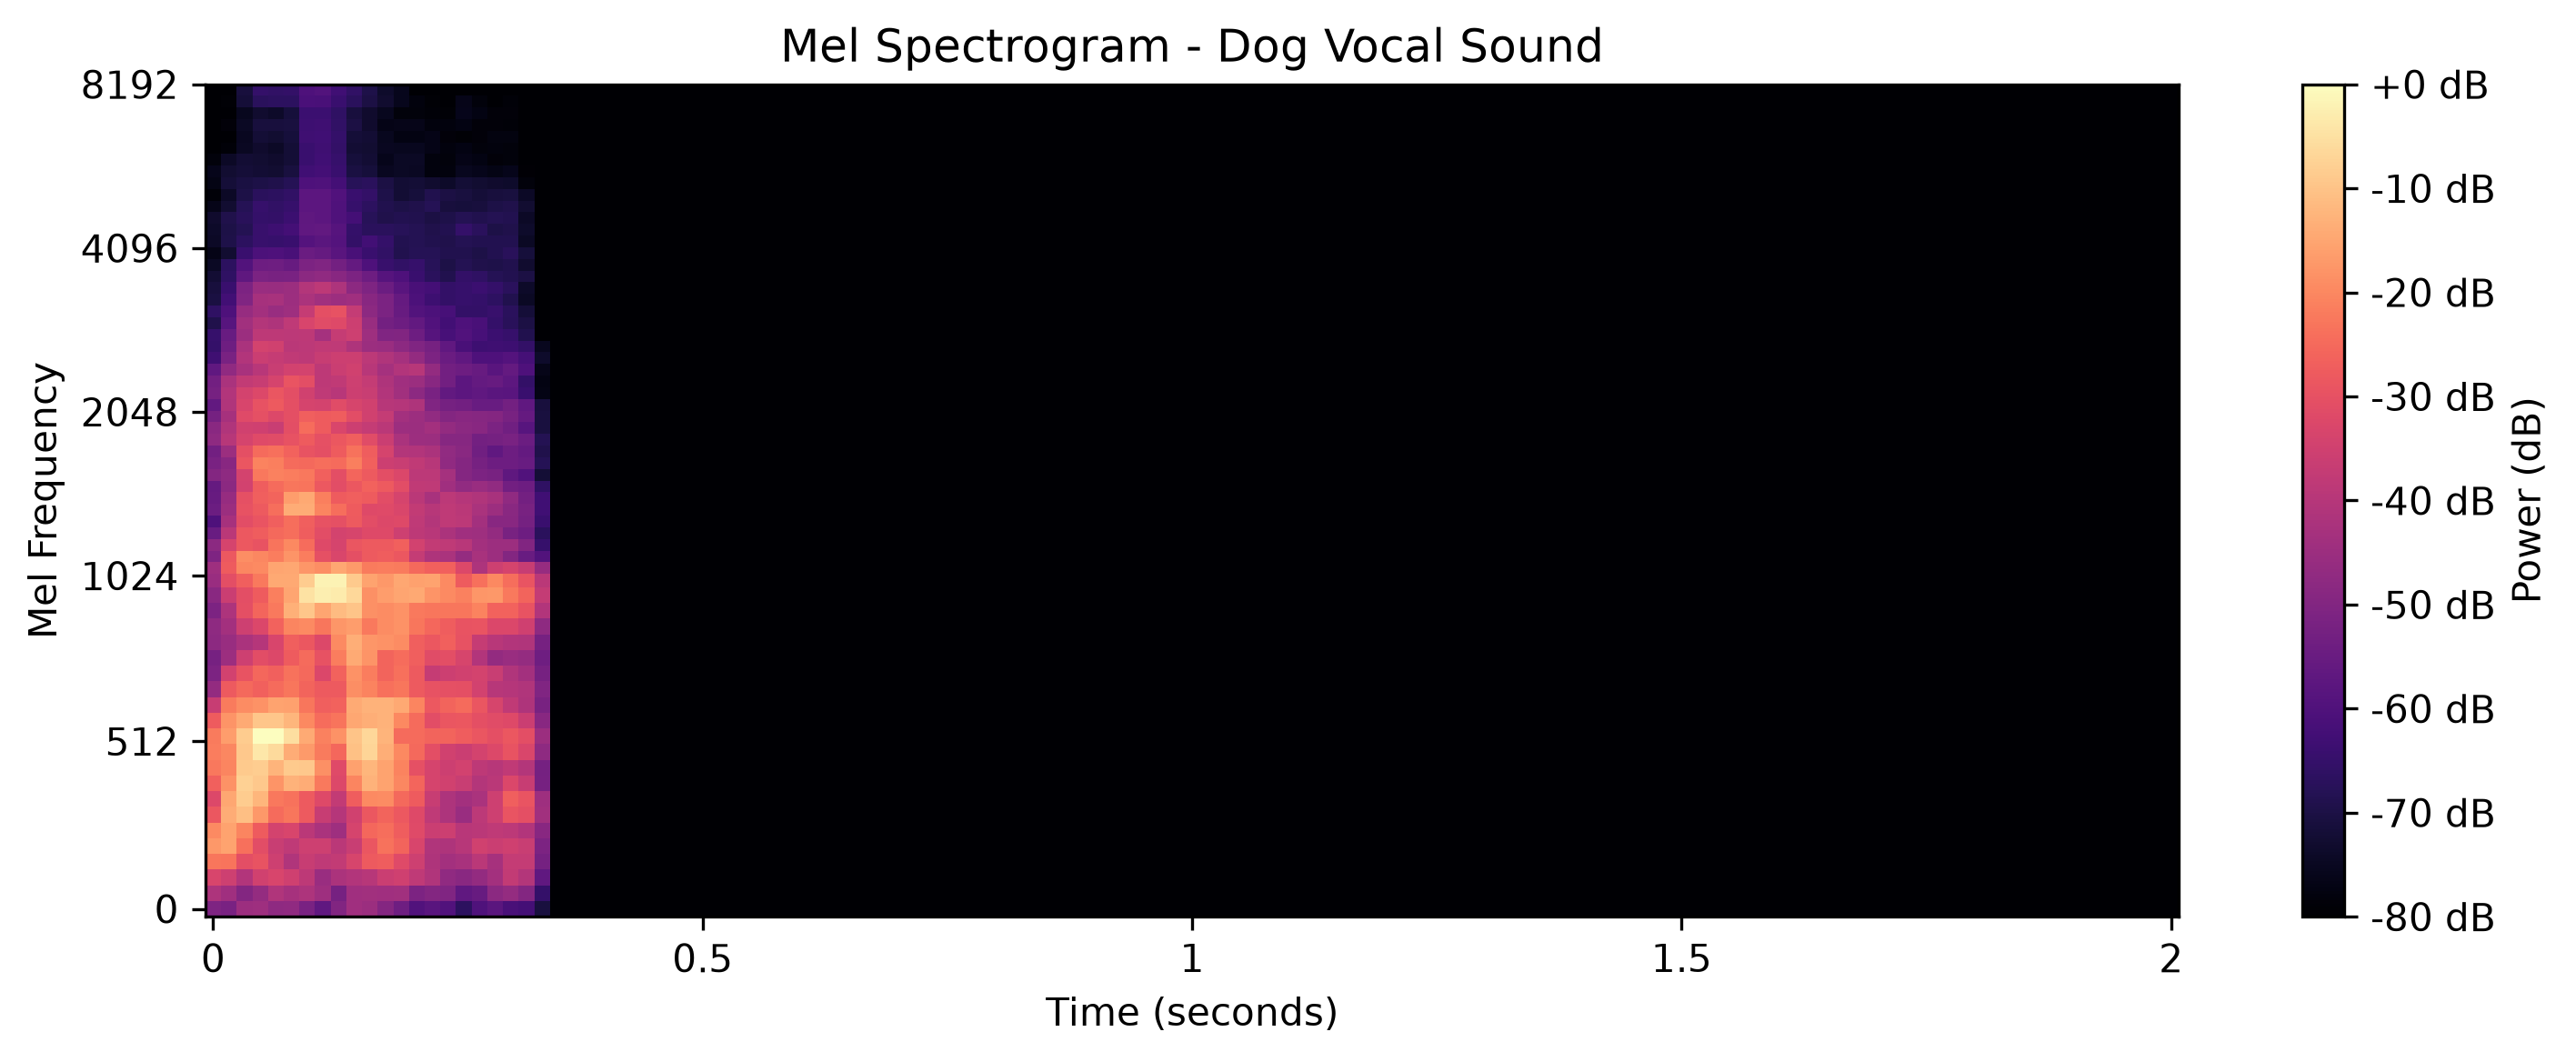 Mel Spectrogram - Dog Vocal Sound
Mel Frequency
8192
4096
2048
1024
512
0
0 0.5 1 1.5 2
Time (seconds)
+0 dB
-10 dB
-20 dB
-30 dB
-40 dB
-50 dB
-60 dB
-70 dB
-80 dB
Power (dB)